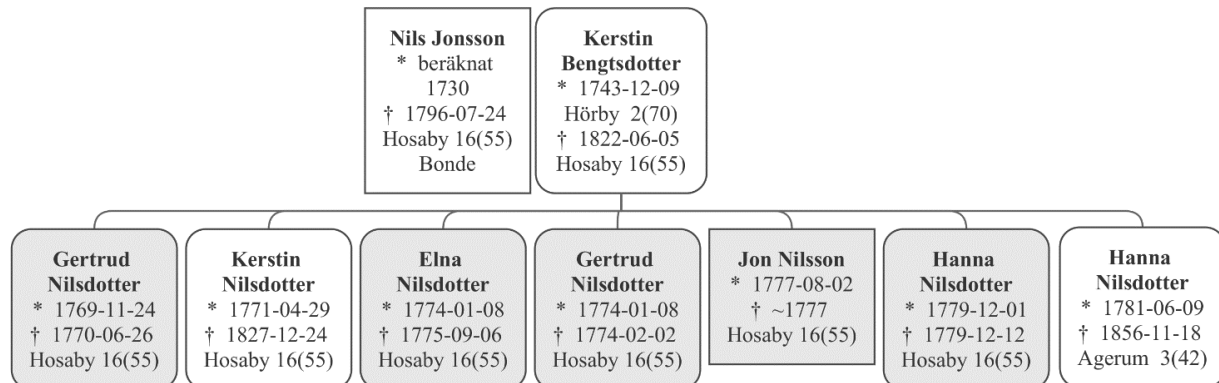 Nils Jonsson
* beräknat
1730
† 1796-07-24
Hosaby 16(55)
Bonde
Kerstin
Bengtsdotter
* 1743-12-09
Hörby 2(70)
† 1822-06-05
Hosaby 16(55)
Gertrud
Nilsdotter
* 1769-11-24
† 1770-06-26
Hosaby 16(55)
Kerstin
Nilsdotter
* 1771-04-29
† 1827-12-24
Hosaby 16(55)
Elna
Nilsdotter
* 1774-01-08
† 1775-09-06
Hosaby 16(55)
Gertrud
Nilsdotter
* 1774-01-08
† 1774-02-02
Hosaby 16(55)
Jon Nilsson
* 1777-08-02
† ~1777
Hosaby 16(55)
Hanna
Nilsdotter
* 1779-12-01
† 1779-12-12
Hosaby 16(55)
Hanna
Nilsdotter
* 1781-06-09
† 1856-11-18
Agerum 3(42)